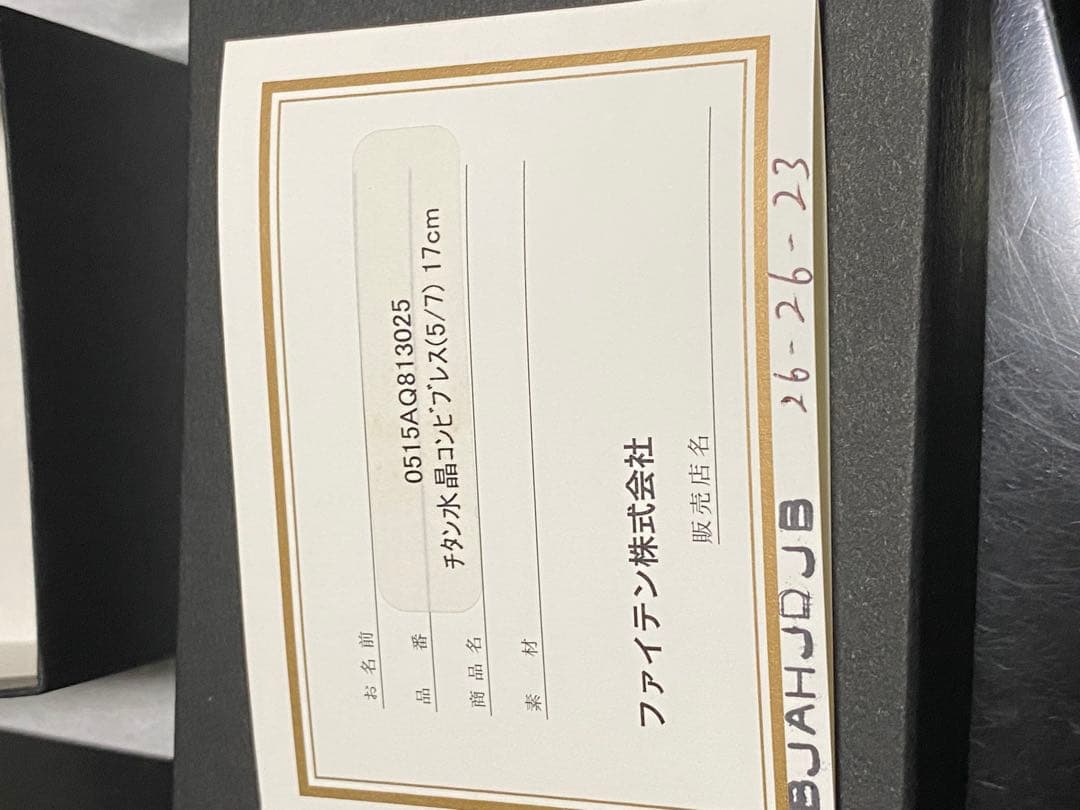 お名前
品番 0515AQ813025
商品名 ﾁﾀﾝ水晶ｺﾝﾋﾞﾌﾞﾚｽ(5/7) 17cm
素材
ファイテン株式会社
販売店名
BJAHJDJB 26-26-23